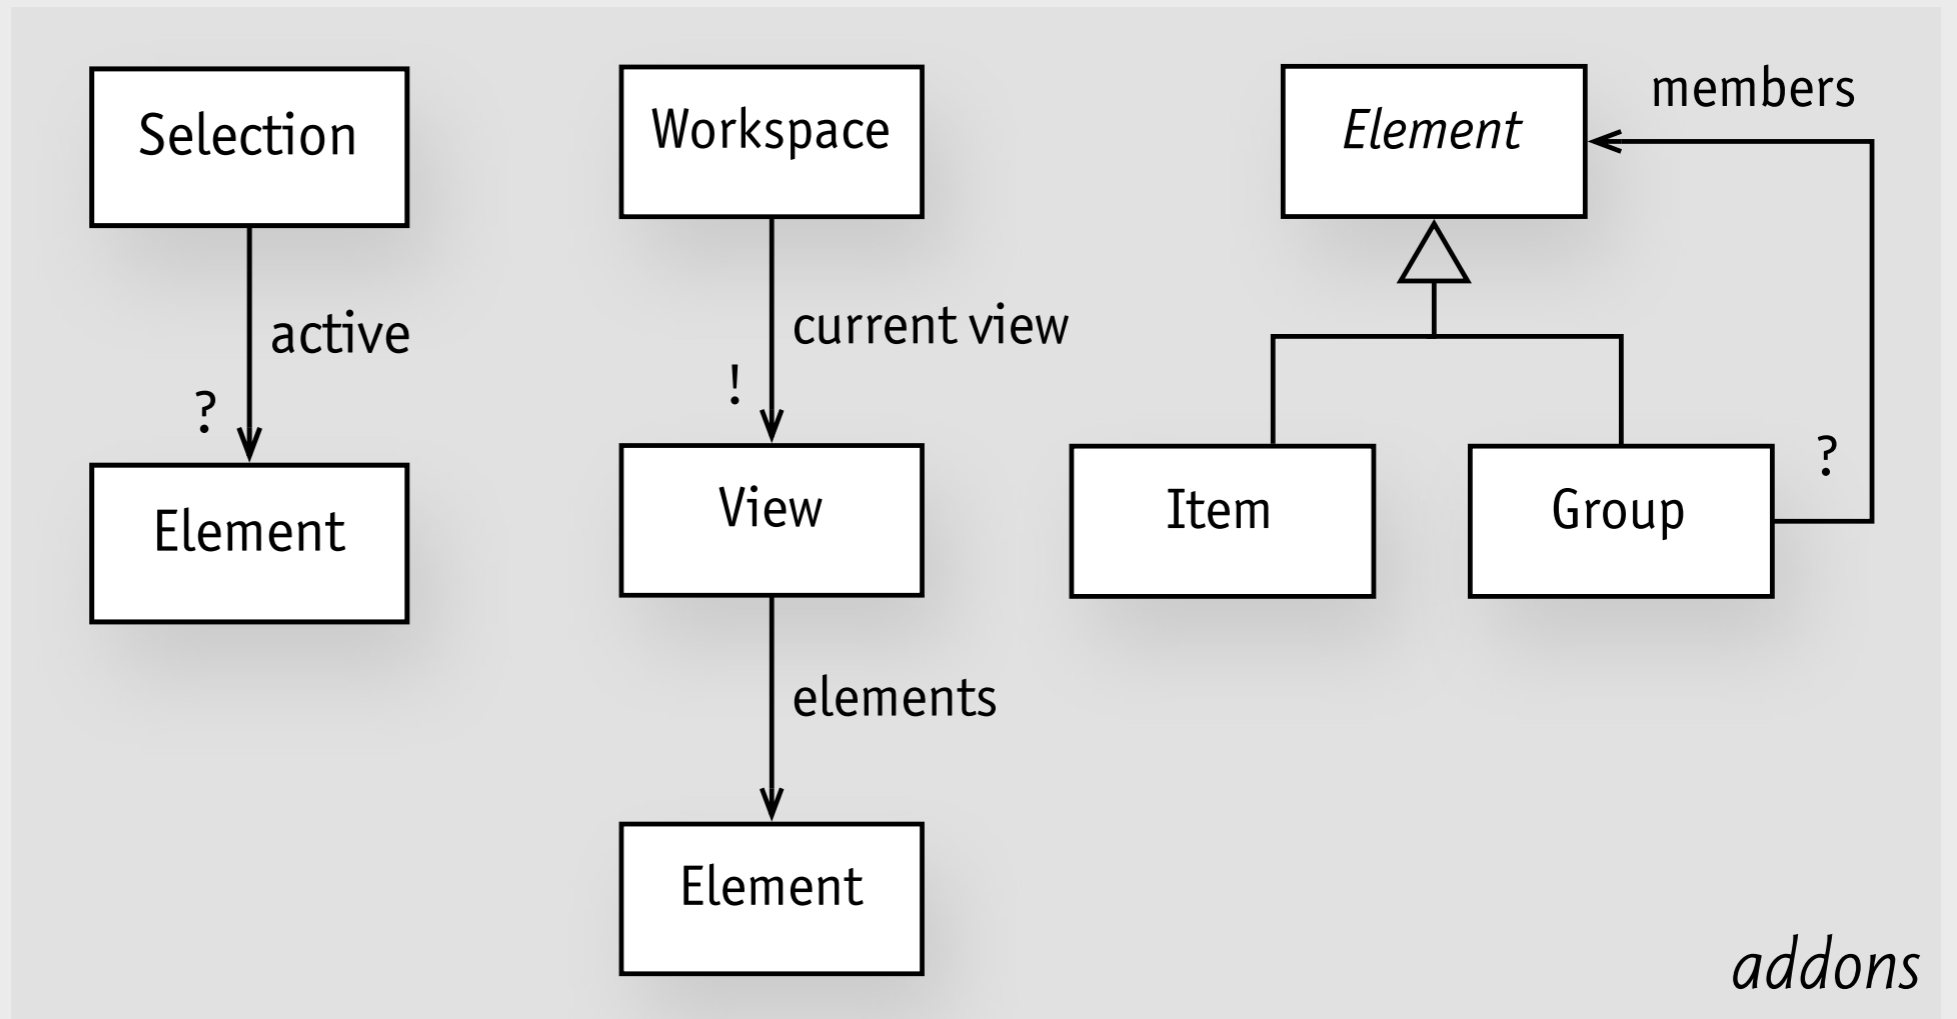 Selection
active
?
Element
Workspace
current view
!
View
elements
Element
Element
members
Item
Group
?
addons